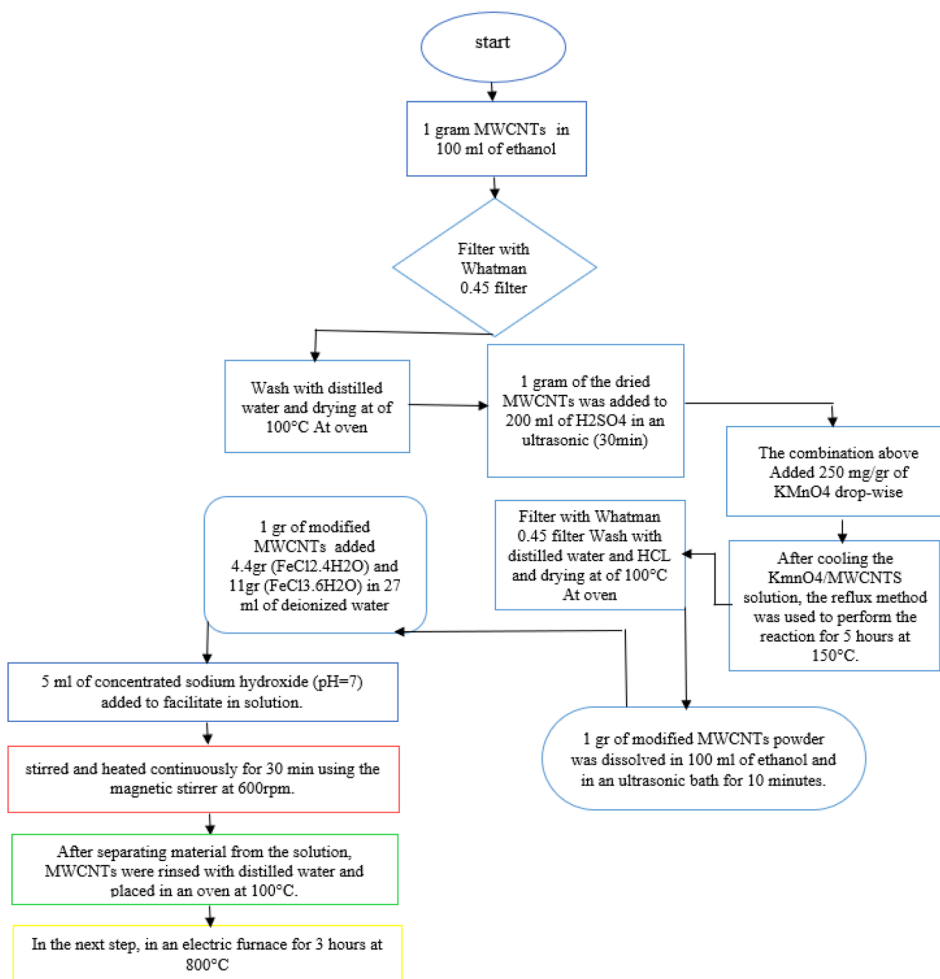 start
1 gram MWCNTs in
100 ml of ethanol
Filter with
Whatman
0.45 filter
Wash with distilled
water and drying at of
100°C At oven
1 gram of the dried
MWCNTs was added to
200 ml of H2SO4 in an
ultrasonic (30min)
The combination above
Added 250 mg/gr of
KMnO4 drop-wise
After cooling the
KmnO4/MWCNTS
solution, the reflux method
was used to perform the
reaction for 5 hours at
150°C.
Filter with Whatman
0.45 filter Wash with
distilled water and HCL
and drying at of 100°C
At oven
1 gr of modified MWCNTs powder
was dissolved in 100 ml of ethanol and
in an ultrasonic bath for 10 minutes.
1 gr of modified
MWCNTs added
4.4gr (FeCl2.4H2O) and
11gr (FeCl3.6H2O) in 27
ml of deionized water
5 ml of concentrated sodium hydroxide (pH=7)
added to facilitate in solution.
stirred and heated continuously for 30 min using the
magnetic stirrer at 600rpm.
After separating material from the solution,
MWCNTs were rinsed with distilled water and
placed in an oven at 100°C.
In the next step, in an electric furnace for 3 hours at
800°C